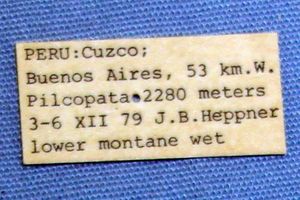 PERU:Cuzco;
Buenos Aires, 53 km.W.
Pilcopata 2280 meters
3-6 XII 79 J.B.Heppner
lower montane wet